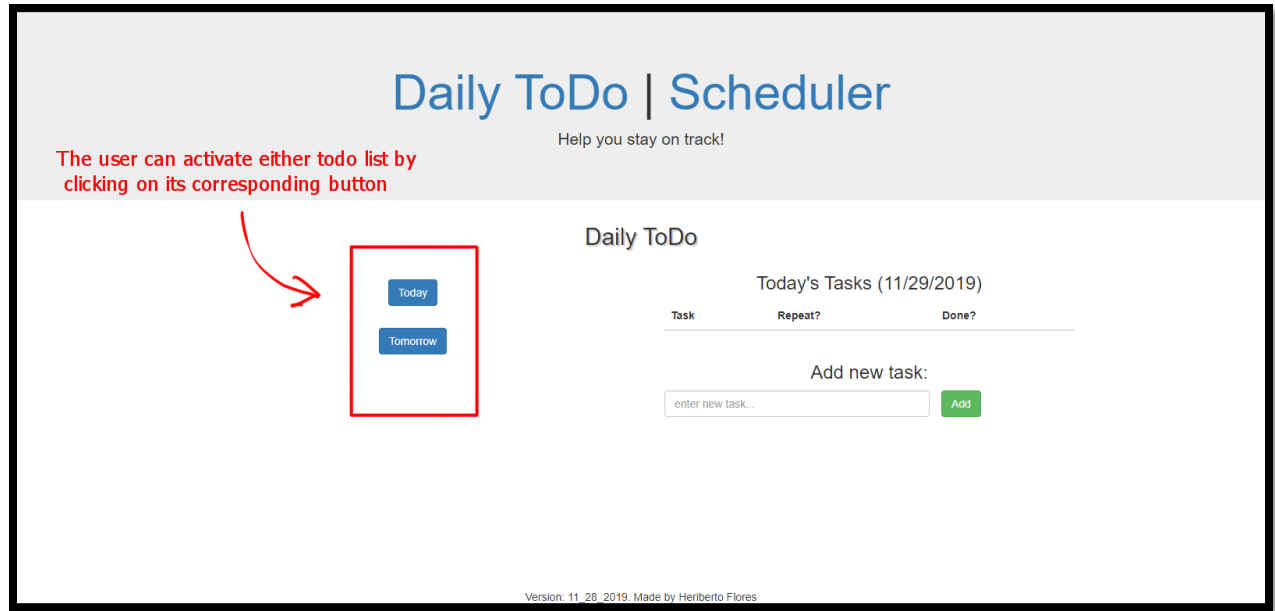 Daily ToDo | Scheduler
Help you stay on track!
The user can activate either todo list by
clicking on its corresponding button
Daily ToDo
Today
Tomorrow
Today's Tasks (11/29/2019)
Task Repeat? Done?
Add new task:
enter new task... Add
Version: 11_28_2019. Made by Heriberto Flores